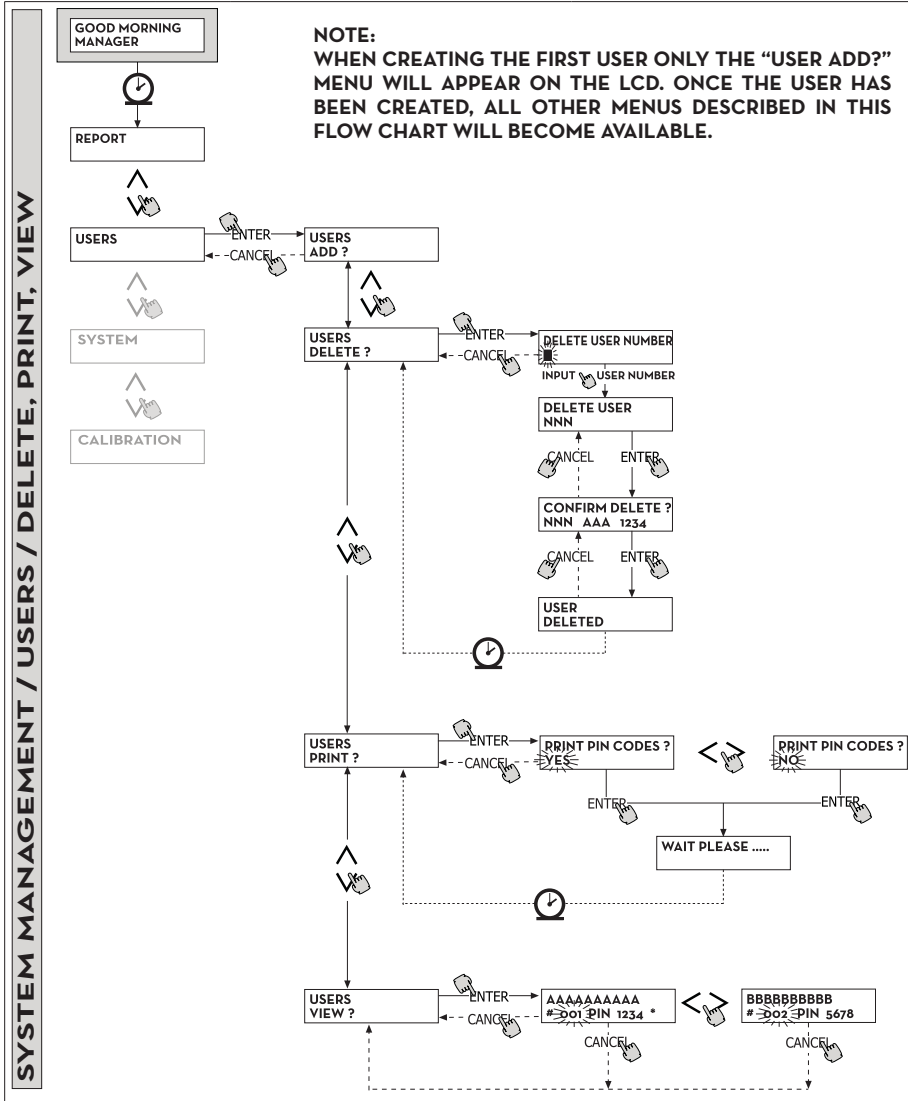 SYSTEM MANAGEMENT / USERS / DELETE, PRINT, VIEW
GOOD MORNING
MANAGER
NOTE:
WHEN CREATING THE FIRST USER ONLY THE “USER ADD?”
MENU WILL APPEAR ON THE LCD. ONCE THE USER HAS
BEEN CREATED, ALL OTHER MENUS DESCRIBED IN THIS
FLOW CHART WILL BECOME AVAILABLE.
REPORT
USERS
ENTER
CANCEL
USERS
ADD ?
SYSTEM
CALIBRATION
USERS
DELETE ?
ENTER
CANCEL
DELETE USER NUMBER
INPUT USER NUMBER
DELETE USER
NNN
CANCEL ENTER
CONFIRM DELETE ?
NNN AAA 1234
CANCEL ENTER
USER
DELETED
USERS
PRINT ?
ENTER
CANCEL
PRINT PIN CODES ?
YES
PRINT PIN CODES ?
NO
ENTER
ENTER
WAIT PLEASE .....
USERS
VIEW ?
ENTER
CANCEL
AAAAAAAAAA
# 001 PIN 1234 *
BBBBBBBBBB
# 002 PIN 5678
CANCEL
CANCEL